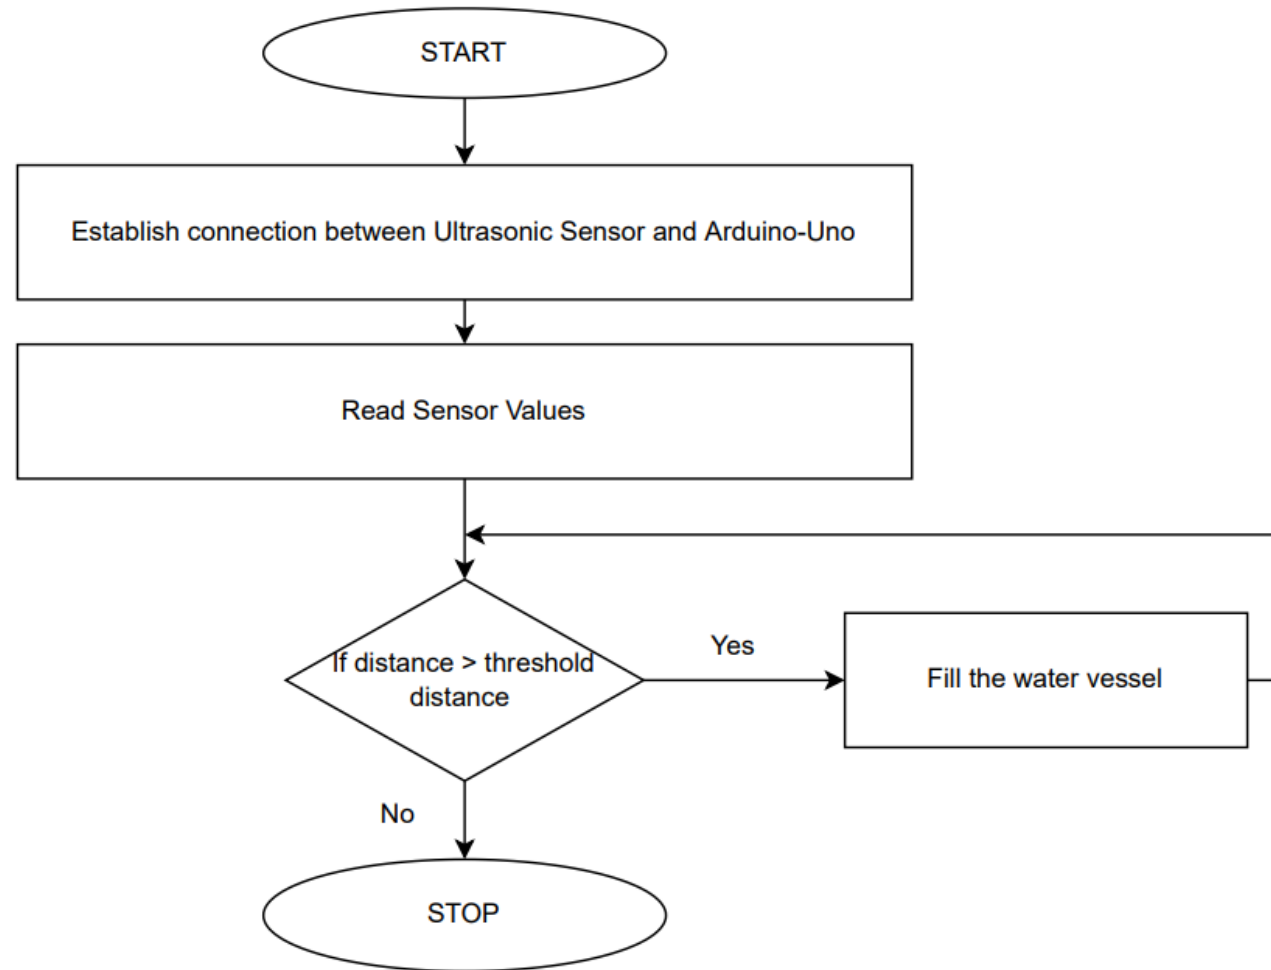 START
Establish connection between Ultrasonic Sensor and Arduino-Uno
Read Sensor Values
If distance > threshold
distance
Yes
Fill the water vessel
No
STOP